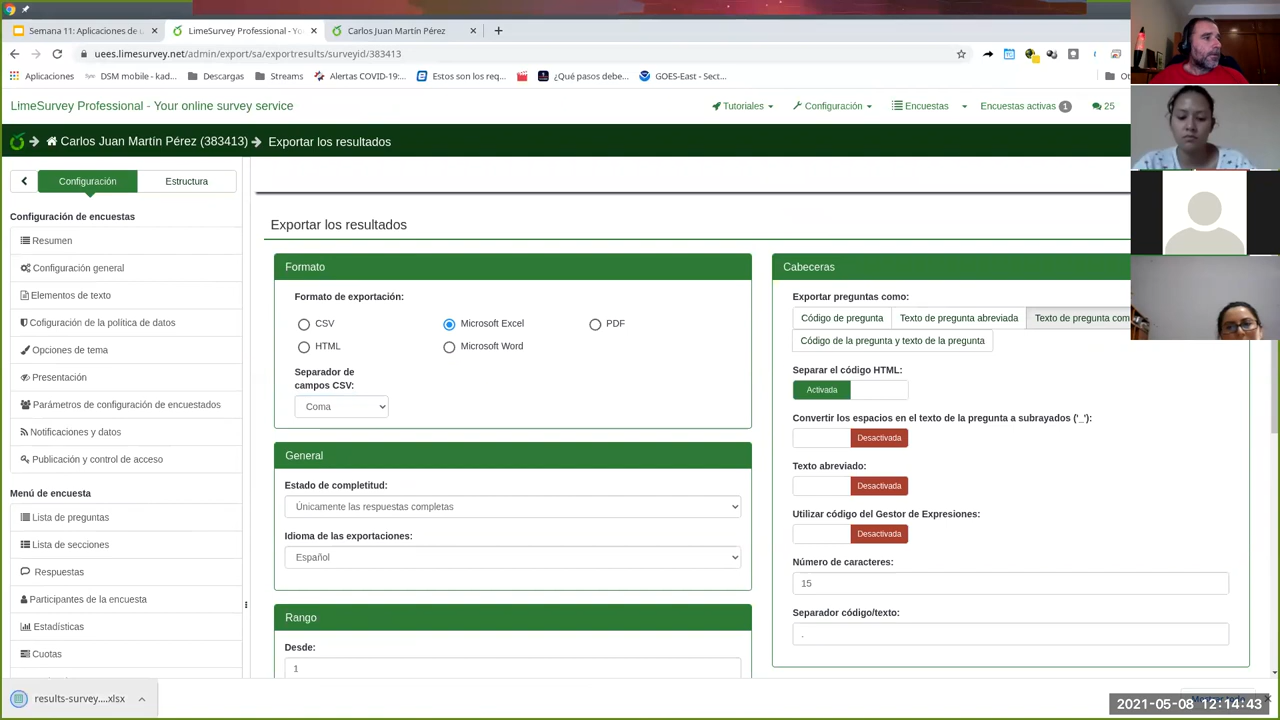 Semana 11: Aplicaciones de u
LimeSurvey Professional - Yo
Carlos Juan Martín Pérez
uees.limesurvey.net/admin/export/sa/exportresults/surveyid/383413
Aplicaciones
DSM mobile - kad...
Descargas
Streams
Alertas COVID-19:...
Estos son los req...
¿Qué pasos debe...
GOES-East - Sect...
Ot
LimeSurvey Professional - Your online survey service
Tutoriales
Configuración
Encuestas
Encuestas activas 1
25
Carlos Juan Martín Pérez (383413)
Exportar los resultados
Configuración
Estructura
Configuración de encuestas
Resumen
Configuración general
Elementos de texto
Cofiguración de la política de datos
Opciones de tema
Presentación
Parámetros de configuración de encuestados
Notificaciones y datos
Publicación y control de acceso
Menú de encuesta
Lista de preguntas
Lista de secciones
Respuestas
Participantes de la encuesta
Estadísticas
Cuotas
Exportar los resultados
Formato
Formato de exportación:
CSV
Microsoft Excel
PDF
HTML
Microsoft Word
Separador de
campos CSV:
Coma
General
Estado de completitud:
Únicamente las respuestas completas
Idioma de las exportaciones:
Español
Rango
Desde:
1
Cabeceras
Exportar preguntas como:
Código de pregunta
Texto de pregunta abreviada
Texto de pregunta com
Código de la pregunta y texto de la pregunta
Separar el código HTML:
Activada
Convertir los espacios en el texto de la pregunta a subrayados ('_'):
Desactivada
Texto abreviado:
Desactivada
Utilizar código del Gestor de Expresiones:
Desactivada
Número de caracteres:
15
Separador código/texto:
.
results-survey....xlsx
2021-05-08 12:14:43